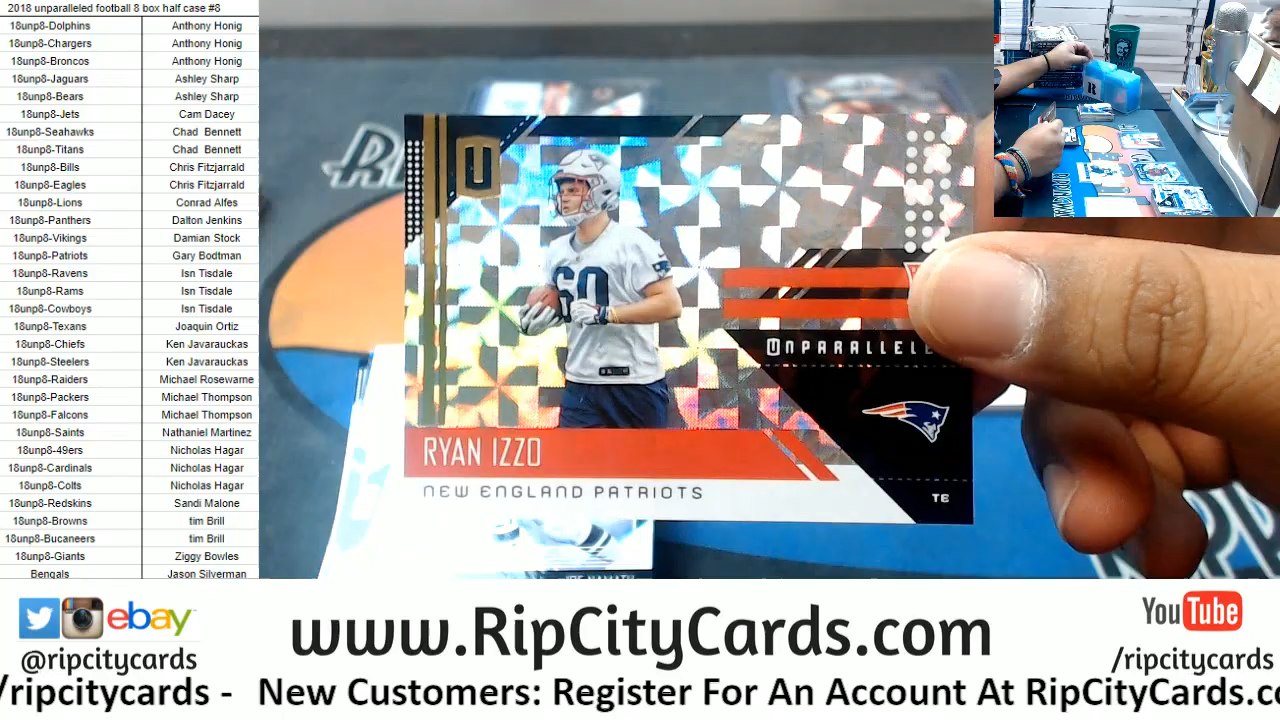 2018 unparalleled football 8 box half case #8
18unp8-Dolphins Anthony Honig
18unp8-Chargers Anthony Honig
18unp8-Broncos Anthony Honig
18unp8-Jaguars Ashley Sharp
18unp8-Bears Ashley Sharp
18unp8-Jets Cam Dacey
18unp8-Seahawks Chad Bennett
18unp8-Titans Chad Bennett
18unp8-Bills Chris Fitzjarrald
18unp8-Eagles Chris Fitzjarrald
18unp8-Lions Conrad Alfes
18unp8-Panthers Dalton Jenkins
18unp8-Vikings Damian Stock
18unp8-Patriots Gary Bodtman
18unp8-Ravens Isn Tisdale
18unp8-Rams Isn Tisdale
18unp8-Cowboys Isn Tisdale
18unp8-Texans Joaquin Ortiz
18unp8-Chiefs Ken Javarauckas
18unp8-Steelers Ken Javarauckas
18unp8-Raiders Michael Rosewarne
18unp8-Packers Michael Thompson
18unp8-Falcons Michael Thompson
18unp8-Saints Nathaniel Martinez
18unp8-49ers Nicholas Hagar
18unp8-Cardinals Nicholas Hagar
18unp8-Colts Nicholas Hagar
18unp8-Redskins Sandi Malone
18unp8-Browns tim Brill
18unp8-Bucaneers tim Brill
18unp8-Giants Ziggy Bowles
Bengals Jason Silverman
U
60
UNPARALLELE
RYAN IZZO
NEW ENGLAND PATRIOTS
TE
ebay
@ripcitycards
www.RipCityCards.com
YouTube
/ripcitycards
/ripcitycards - New Customers: Register For An Account At RipCityCards.co